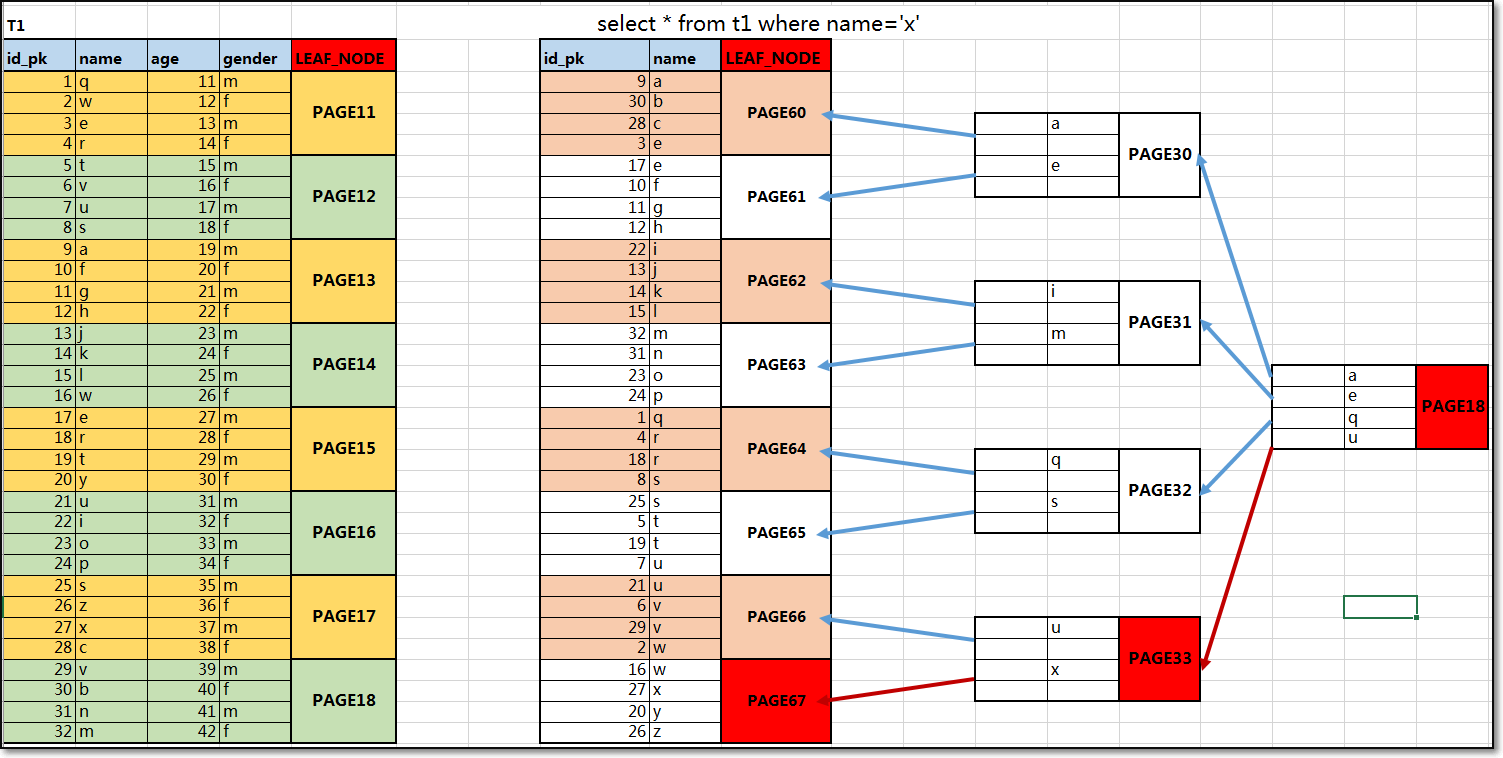 T1
select * from t1 where name='x'
id_pk name age gender LEAF_NODE
1 q 11 m
2 w 12 f
3 e 13 m
4 r 14 f
PAGE11
5 t 15 m
6 v 16 f
7 u 17 m
8 s 18 f
PAGE12
9 a 19 m
10 f 20 f
11 g 21 m
12 h 22 f
PAGE13
13 j 23 m
14 k 24 f
15 l 25 m
16 w 26 f
PAGE14
17 e 27 m
18 r 28 f
19 t 29 m
20 y 30 f
PAGE15
21 u 31 m
22 i 32 f
23 o 33 m
24 p 34 f
PAGE16
25 s 35 m
26 z 36 f
27 x 37 m
28 c 38 f
PAGE17
29 v 39 m
30 b 40 f
31 n 41 m
32 m 42 f
PAGE18
id_pk name LEAF_NODE
9 a
30 b
28 c
3 e
PAGE60
17 e
10 f
11 g
12 h
PAGE61
22 i
13 j
14 k
15 l
PAGE62
32 m
31 n
23 o
24 p
PAGE63
1 q
4 r
18 r
8 s
PAGE64
25 s
5 t
19 t
7 u
PAGE65
21 u
6 v
29 v
2 w
PAGE66
16 w
27 x
20 y
26 z
PAGE67
a
e
PAGE30
i
m
PAGE31
q
s
PAGE32
u
x
PAGE33
a
e
q
u
PAGE18